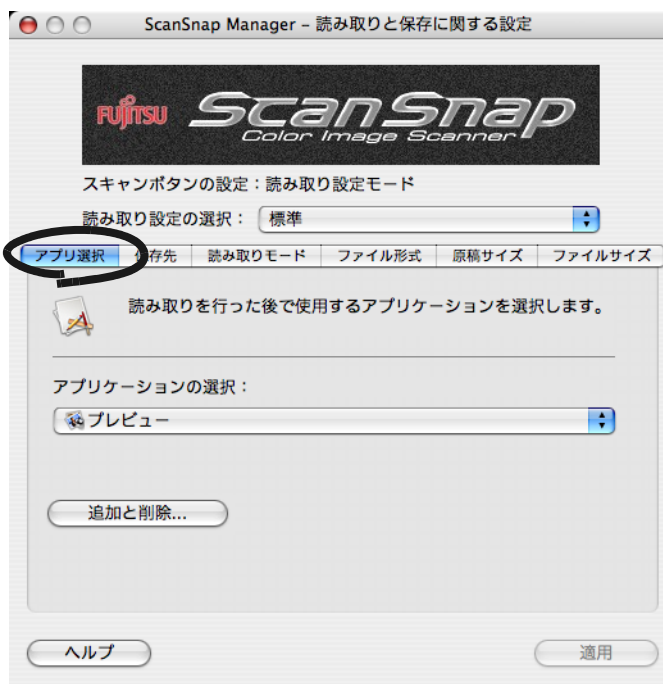 ScanSnap Manager – 読み取りと保存に関する設定
FUJITSU ScanSnap
Color Image Scanner
スキャンボタンの設定：読み取り設定モード
読み取り設定の選択： 標準
アプリ選択 保存先 読み取りモード ファイル形式 原稿サイズ ファイルサイズ
読み取りを行った後で使用するアプリケーションを選択します。
アプリケーションの選択：
プレビュー
追加と削除...
ヘルプ 適用